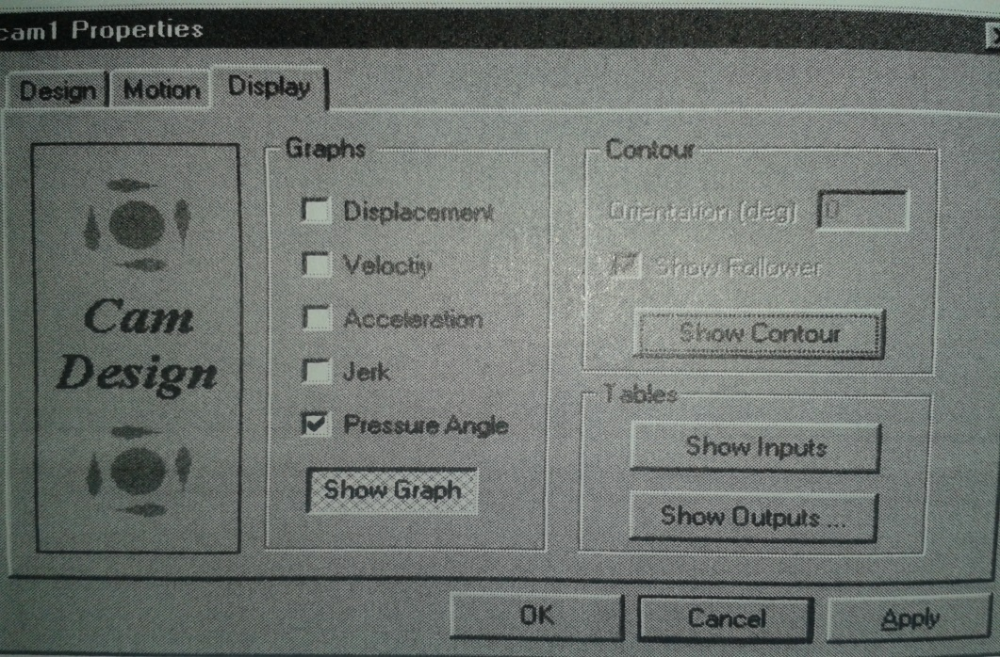 cam1 Properties
Design Motion Display
Cam
Design
Graphs
Displacement
Veloctiy
Acceleration
Jerk
Pressure Angle
Show Graph
Contour
Orientation (deg) 0
Show Follower
Show Contour
Tables
Show Inputs
Show Outputs ...
OK Cancel Apply